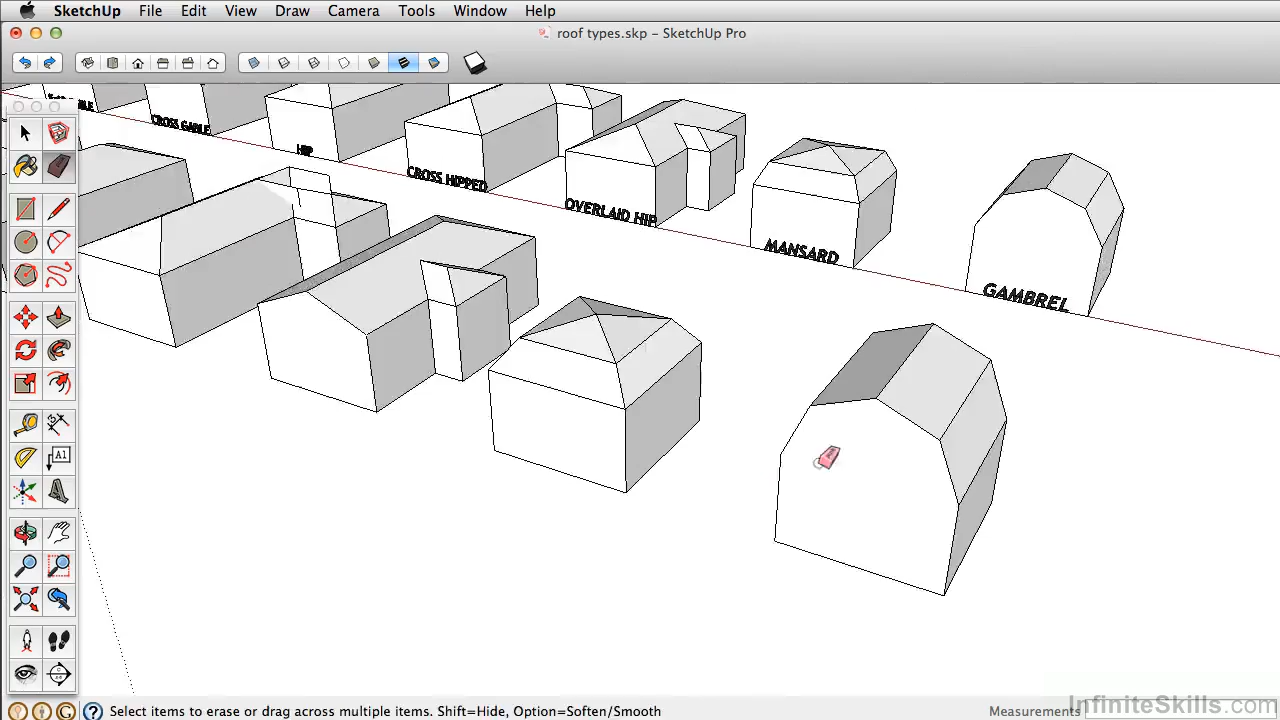 SketchUp File Edit View Draw Camera Tools Window Help
roof types.skp – SketchUp Pro
CROSS GABLE
HIP
CROSS HIPPED
OVERLAID HIP
MANSARD
GAMBREL
A1
Select items to erase or drag across multiple items. Shift=Hide, Option=Soften/Smooth
Measurements
InfiniteSkills.com